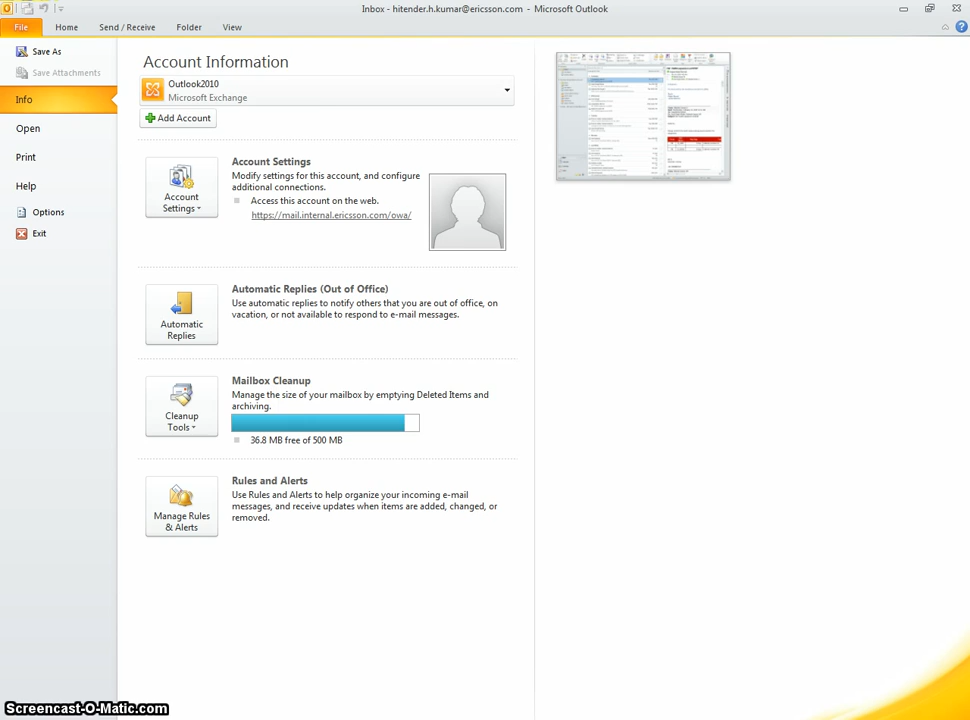 Inbox - hitender.h.kumar@ericsson.com - Microsoft Outlook
File Home Send / Receive Folder View
Save As
Save Attachments
Info
Open
Print
Help
Options
Exit
Account Information
Outlook2010
Microsoft Exchange
Add Account
Account
Settings
Account Settings
Modify settings for this account, and configure
additional connections.
Access this account on the web.
https://mail.internal.ericsson.com/owa/
Automatic
Replies
Automatic Replies (Out of Office)
Use automatic replies to notify others that you are out of office, on
vacation, or not available to respond to e-mail messages.
Cleanup
Tools
Mailbox Cleanup
Manage the size of your mailbox by emptying Deleted Items and
archiving.
36.8 MB free of 500 MB
Manage Rules
& Alerts
Rules and Alerts
Use Rules and Alerts to help organize your incoming e-mail
messages, and receive updates when items are added, changed, or
removed.
Screencast-O-Matic.com